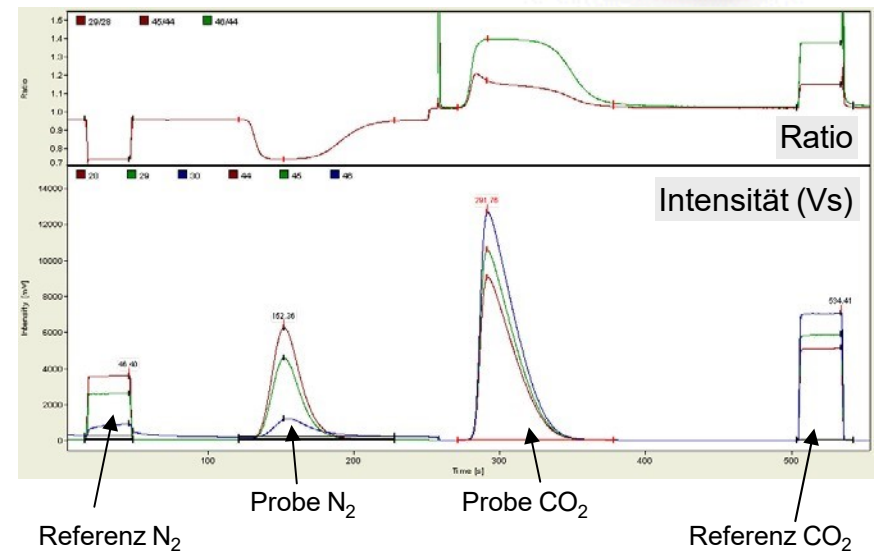 29/28 45/44 46/44
1.5
1.4
1.3
1.2
1.1
1.0
0.9
0.8
0.7
Ratio
Ratio
28 29 30 44 45 46
Intensität (Vs)
14000
12000
10000
8000
6000
4000
2000
0
Intensity [mV]
46.40
152.36
291.76
534.41
100 200 300 400 500
Time [s]
Probe N₂ Probe CO₂
Referenz N₂ Referenz CO₂